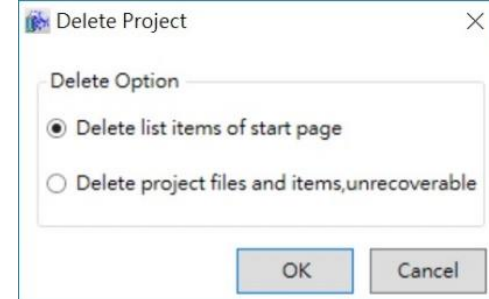 Delete Project
Delete Option
Delete list items of start page
Delete project files and items,unrecoverable
OK
Cancel